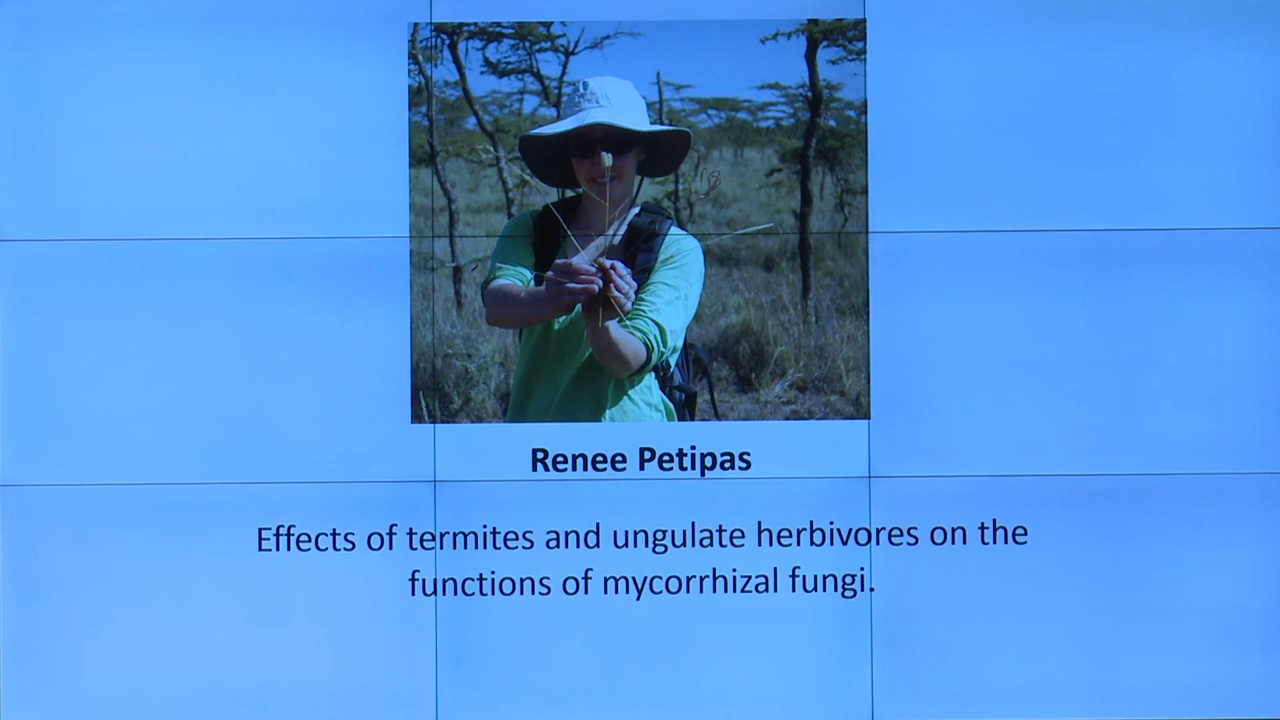 Renee Petipas
Effects of termites and ungulate herbivores on the
functions of mycorrhizal fungi.